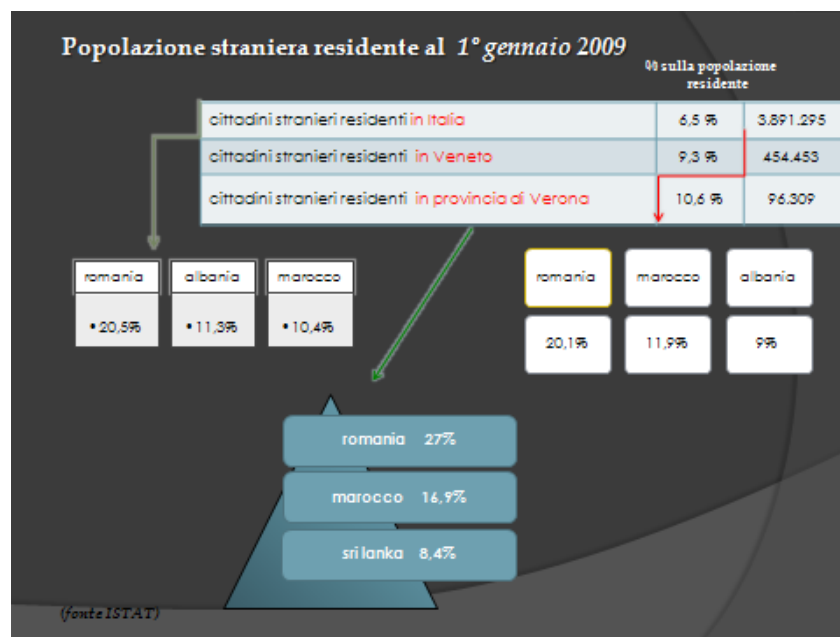 Popolazione straniera residente al 1° gennaio 2009
% sulla popolazione
residente
cittadini stranieri residenti in Italia 6,5 % 3.891.295
cittadini stranieri residenti in Veneto 9,3 % 454.453
cittadini stranieri residenti in provincia di Verona 10,6 % 96.309
romania albania marocco
• 20,5% • 11,3% • 10,4%
romania marocco albania
20,1% 11,9% 9%
romania 27%
marocco 16,9%
sri lanka 8,4%
(fonte ISTAT)